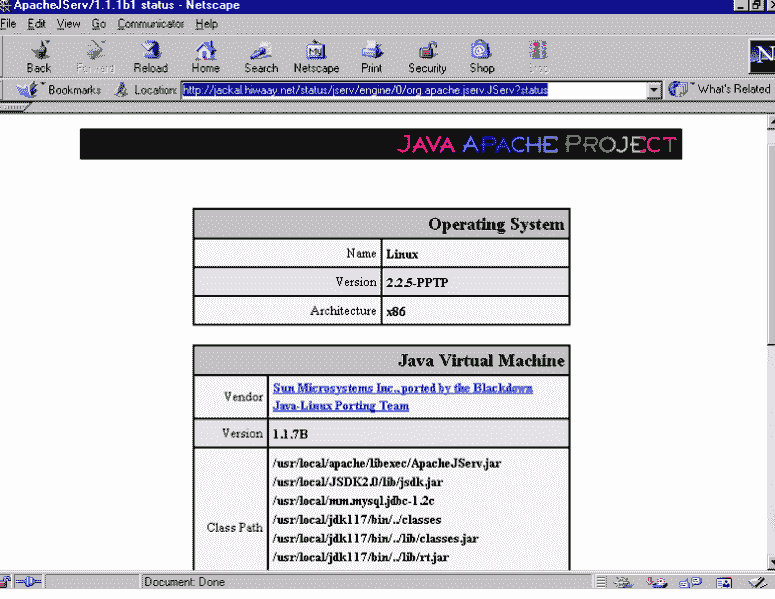 ApacheJServ/1.1.1b1 status - Netscape
File Edit View Go Communicator Help
Back Forward Reload Home Search Netscape Print Security Shop Stop
Bookmarks Location: http://jackal.hiwaay.net/status/jserv/engine/0/org.apache.jserv.JServ?status What's Related
JAVA APACHE PROJECT
Operating System
Name Linux
Version 2.2.5-PPTP
Architecture x86
Java Virtual Machine
Vendor Sun Microsystems Inc., ported by the Blackdown
Java-Linux Porting Team
Version 1.1.7B
/usr/local/apache/libexec/ApacheJServ.jar
/usr/local/JSDK2.0/lib/jsdk.jar
/usr/local/mm.mysql.jdbc-1.2c
Class Path /usr/local/jdk117/bin/../classes
/usr/local/jdk117/bin/../lib/classes.jar
/usr/local/jdk117/bin/../lib/rt.jar
Document: Done